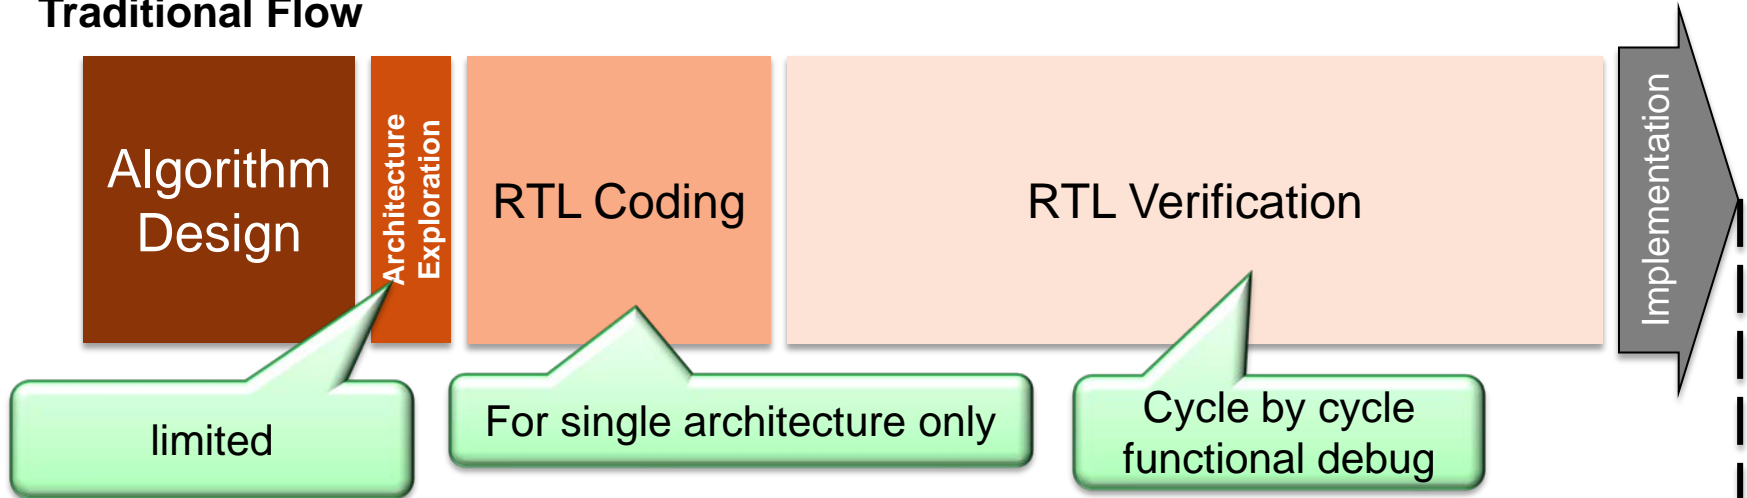 Traditional Flow
Algorithm
Design
Architecture
Exploration
RTL Coding
RTL Verification
Implementation
limited
For single architecture only
Cycle by cycle
functional debug